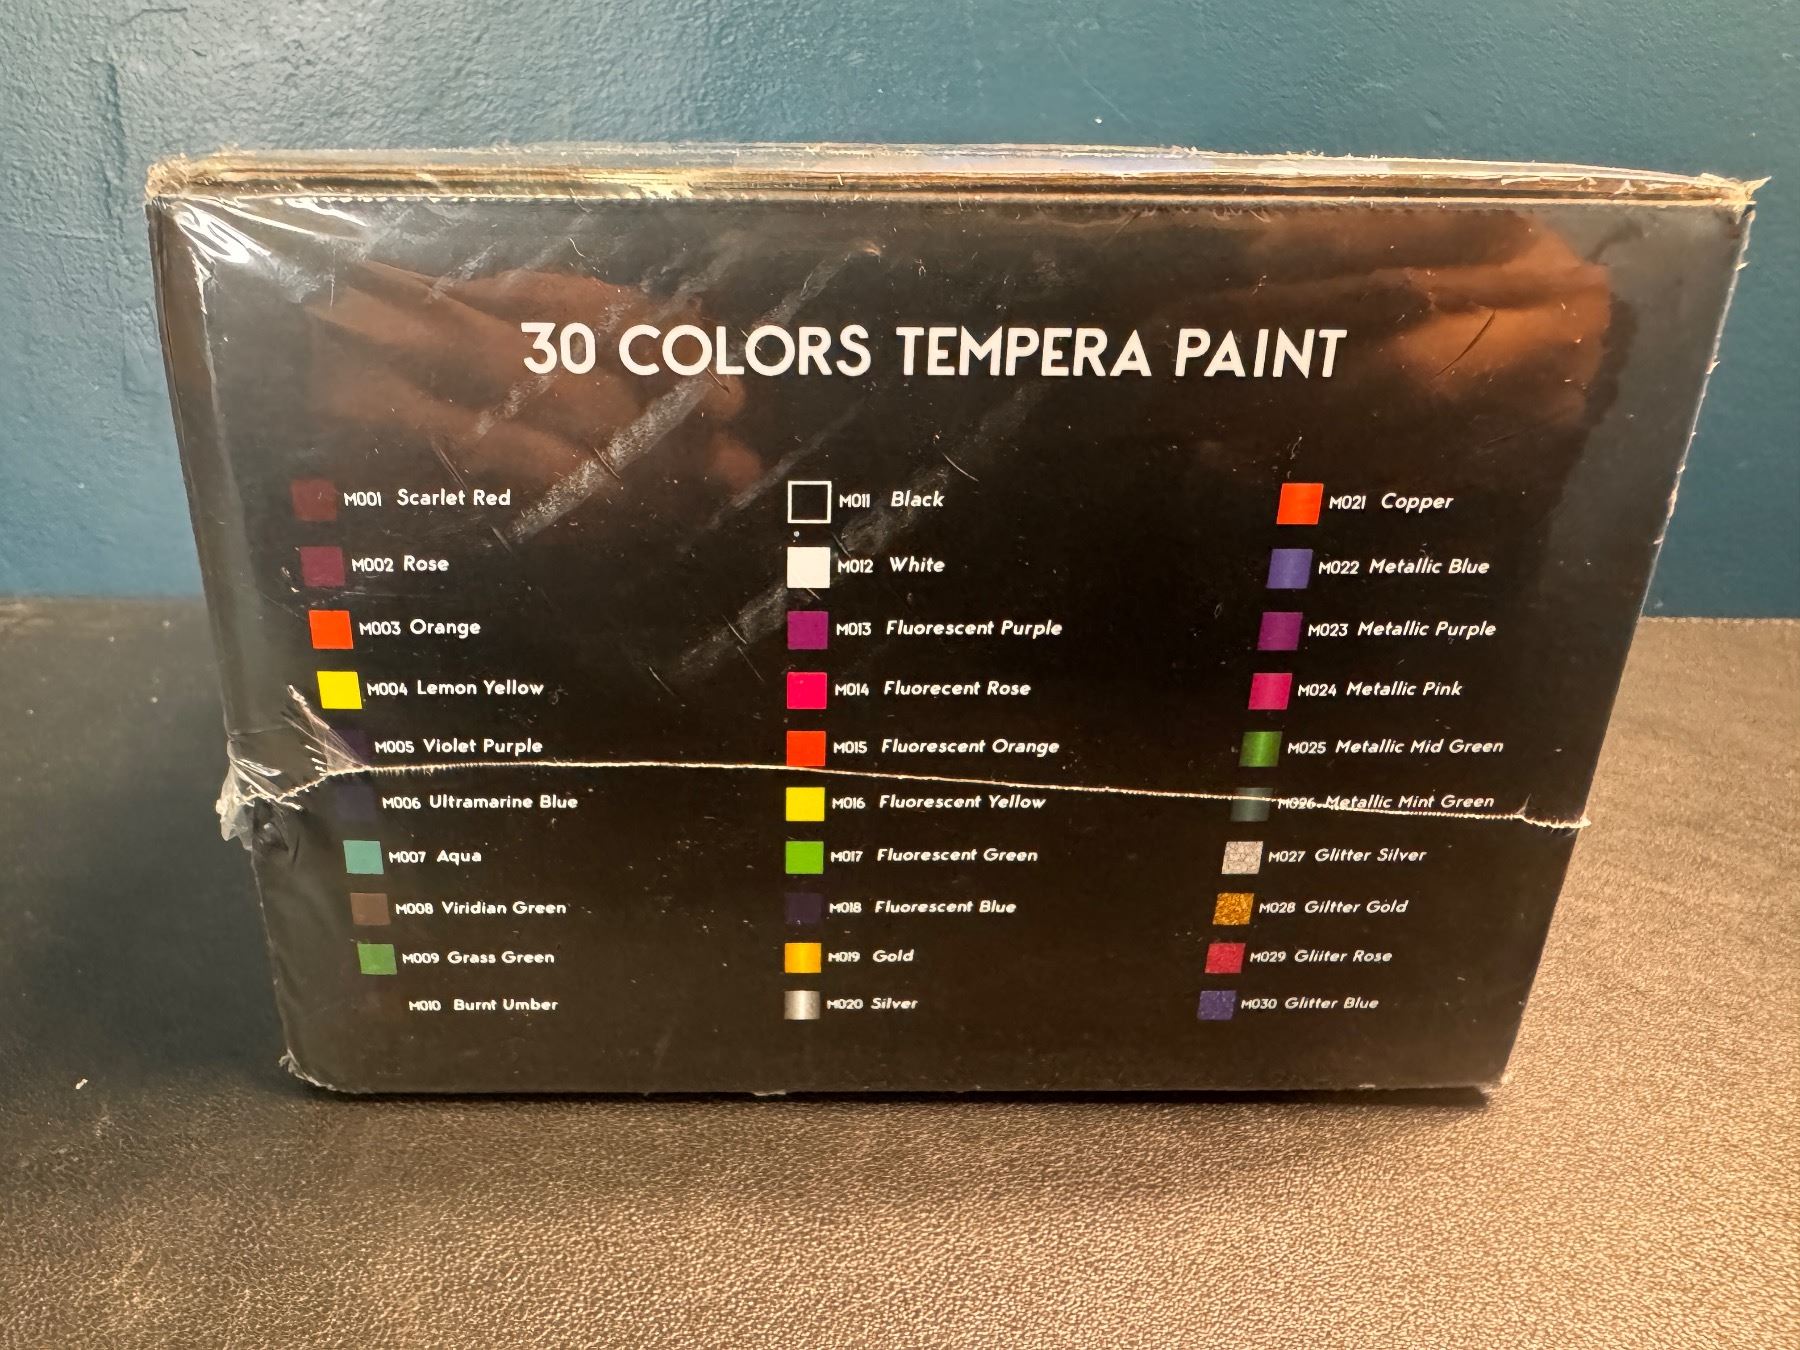 30 COLORS TEMPERA PAINT
M001 Scarlet Red
M002 Rose
M003 Orange
M004 Lemon Yellow
M005 Violet Purple
M006 Ultramarine Blue
M007 Aqua
M008 Viridian Green
M009 Grass Green
M010 Burnt Umber
M011 Black
M012 White
M013 Fluorescent Purple
M014 Fluorecent Rose
M015 Fluorescent Orange
M016 Fluorescent Yellow
M017 Fluorescent Green
M018 Fluorescent Blue
M019 Gold
M020 Silver
M021 Copper
M022 Metallic Blue
M023 Metallic Purple
M024 Metallic Pink
M025 Metallic Mid Green
M026 Metallic Mint Green
M027 Glitter Silver
M028 Giltter Gold
M029 Gliiter Rose
M030 Glitter Blue